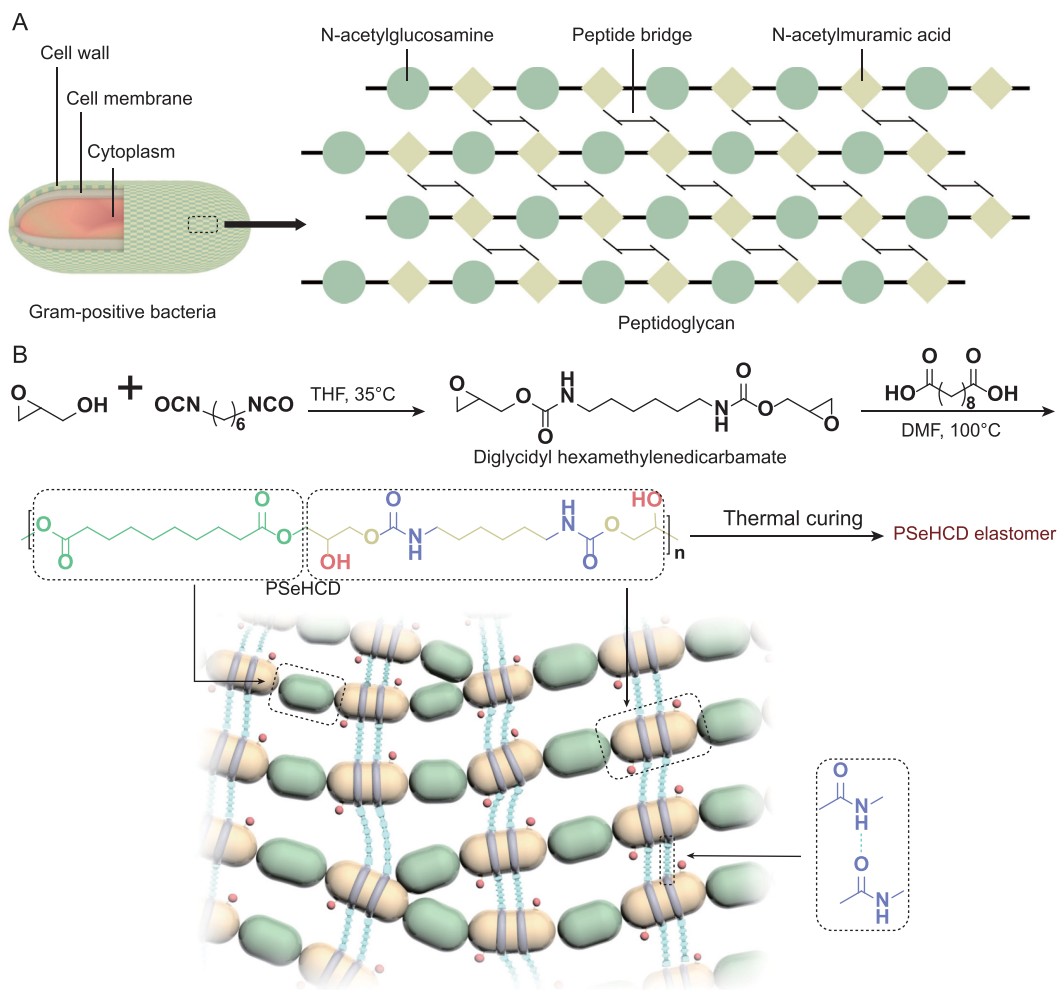 A
N-acetylglucosamine
Peptide bridge
N-acetylmuramic acid
Cell wall
Cell membrane
Cytoplasm
Gram-positive bacteria
Peptidoglycan
B
O
OH
+
OCN
NCO
6
THF, 35°C
O
O
O
H
N
N
H
O
O
O
Diglycidyl hexamethylenedicarbamate
O
O
HO
OH
8
DMF, 100°C
O
O
O
O
OH
O
O
N
H
H
N
O
O
HO
n
PSeHCD
Thermal curing
PSeHCD elastomer
O
N
H
O
N
H